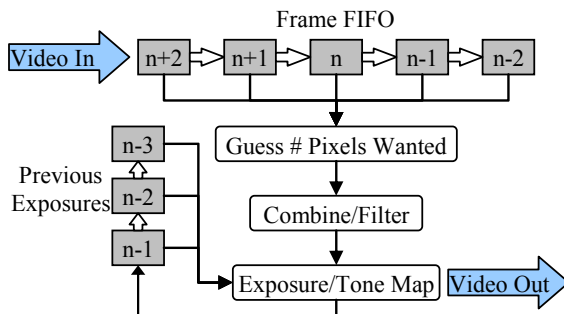 Frame FIFO
Video In
n+2
n+1
n
n-1
n-2
Guess # Pixels Wanted
Previous
Exposures
n-3
n-2
n-1
Combine/Filter
Exposure/Tone Map
Video Out